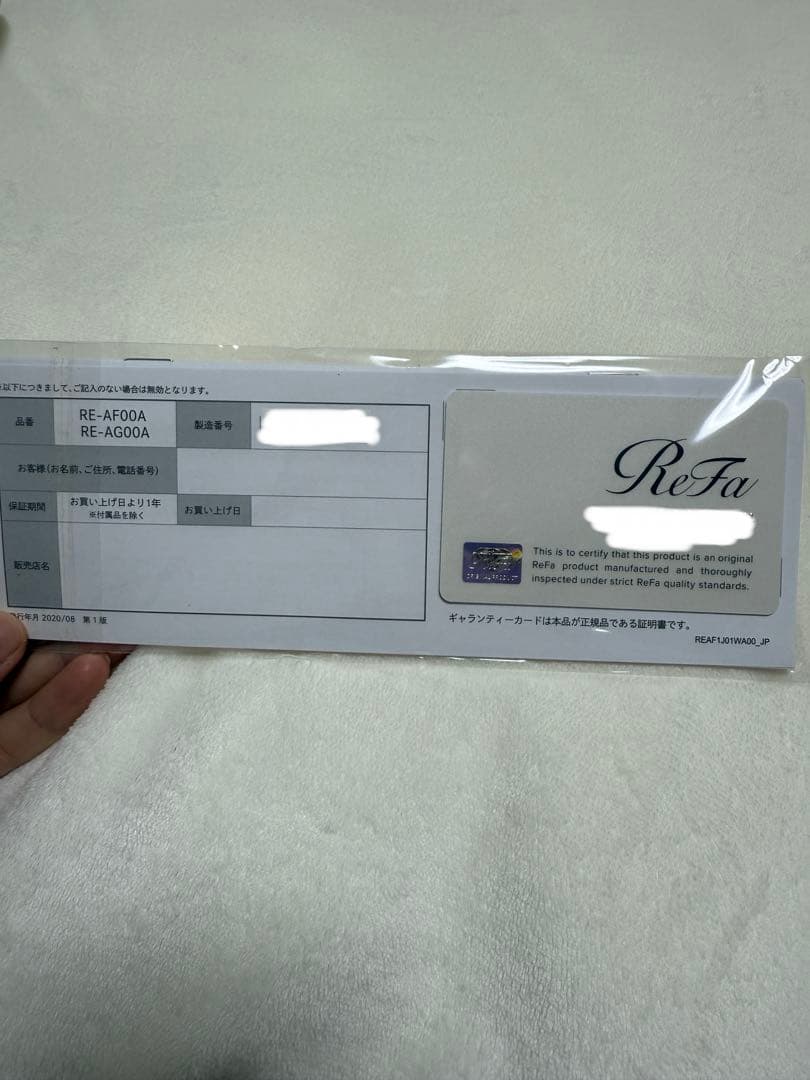 以下につきまして、ご記入のない場合は無効となります。
品番
RE-AF00A
RE-AG00A
製造番号
お客様(お名前、ご住所、電話番号)
保証期間
お買い上げ日より1年
※付属品を除く
お買い上げ日
販売店名
発行年月 2020/08 第1版
ReFa
This is to certify that this product is an original
ReFa product manufactured and thoroughly
inspected under strict ReFa quality standards.
ORIGINAL PRODUCT
ギャランティーカードは本品が正規品である証明書です。
REAF1J01WA00_JP